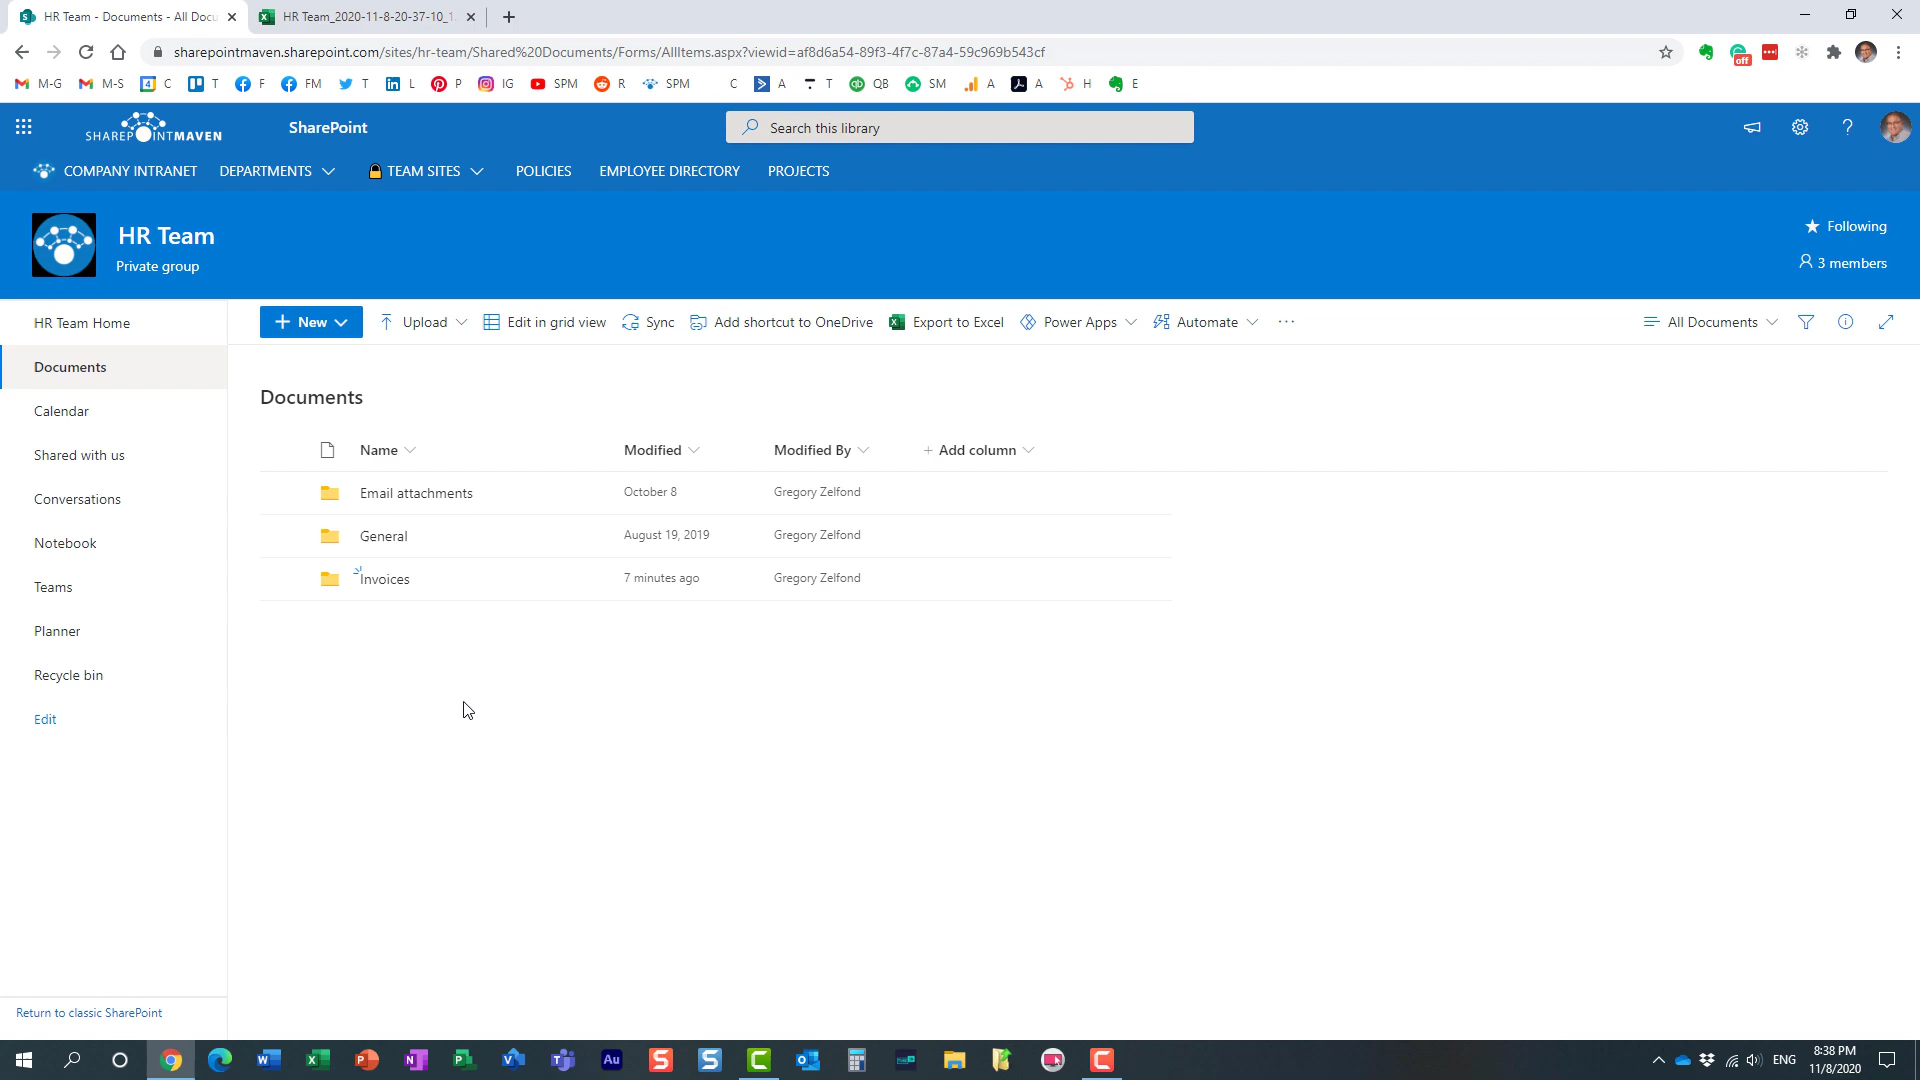 HR Team - Documents - All Docu
HR Team_2020-11-8-20-37-10_1
sharepointmaven.sharepoint.com/sites/hr-team/Shared%20Documents/Forms/AllItems.aspx?viewid=af8d6a54-89f3-4f7c-87a4-59c969b543cf
off
M-G M-S 4 C T F FM T L P IG SPM R SPM C A T QB SM A A H E
SHAREPOINTMAVEN SharePoint Search this library ?
COMPANY INTRANET DEPARTMENTS TEAM SITES POLICIES EMPLOYEE DIRECTORY PROJECTS
HR Team
Private group
Following
3 members
HR Team Home
Documents
Calendar
Shared with us
Conversations
Notebook
Teams
Planner
Recycle bin
Edit
Return to classic SharePoint
+ New Upload Edit in grid view Sync Add shortcut to OneDrive Export to Excel Power Apps Automate ... All Documents
Documents
Name Modified Modified By + Add column
Email attachments October 8 Gregory Zelfond
General August 19, 2019 Gregory Zelfond
Invoices 7 minutes ago Gregory Zelfond
Au
ENG
8:38 PM
11/8/2020